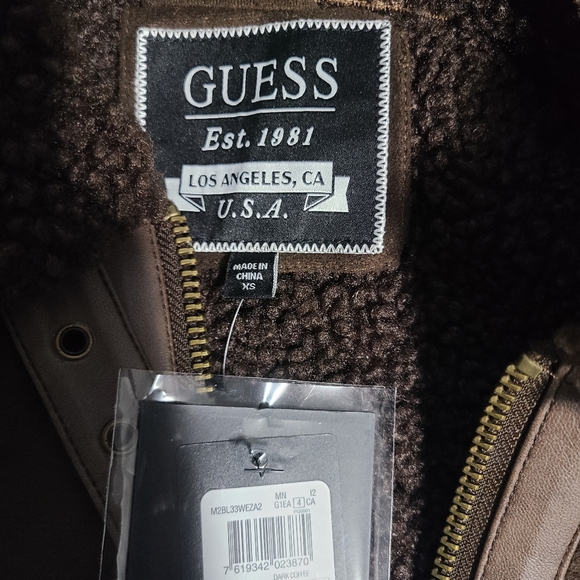 GUESS
Est. 1981
LOS ANGELES, CA
U.S.A.
MADE IN
CHINA
XS
MN I2
M2BL33WEZA2 G1EA 4 CA
7 619342 023870
DARK COFFEE